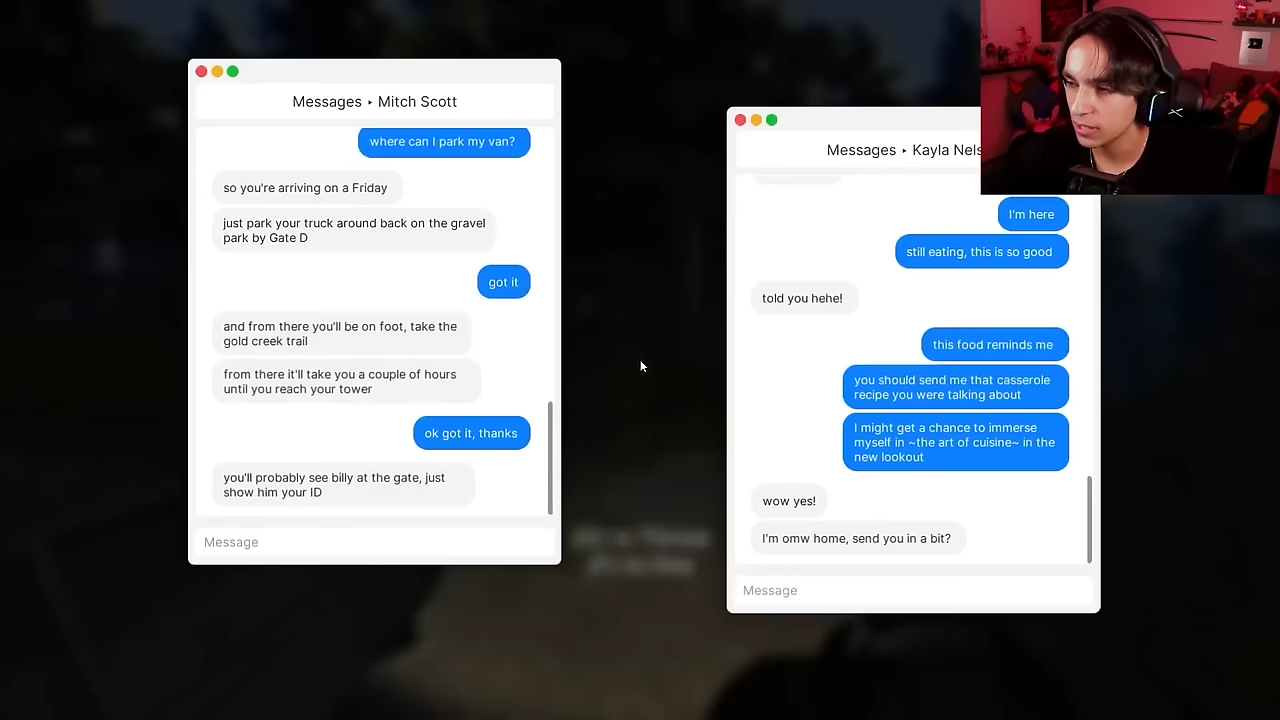 Messages ▸ Mitch Scott
where can I park my van?
so you're arriving on a Friday
just park your truck around back on the gravel
park by Gate D
got it
and from there you'll be on foot, take the
gold creek trail
from there it'll take you a couple of hours
until you reach your tower
ok got it, thanks
you'll probably see billy at the gate, just
show him your ID
Message
Messages ▸ Kayla Nels
I'm here
still eating, this is so good
told you hehe!
this food reminds me
you should send me that casserole
recipe you were talking about
I might get a chance to immerse
myself in ~the art of cuisine~ in the
new lookout
wow yes!
I'm omw home, send you in a bit?
Message